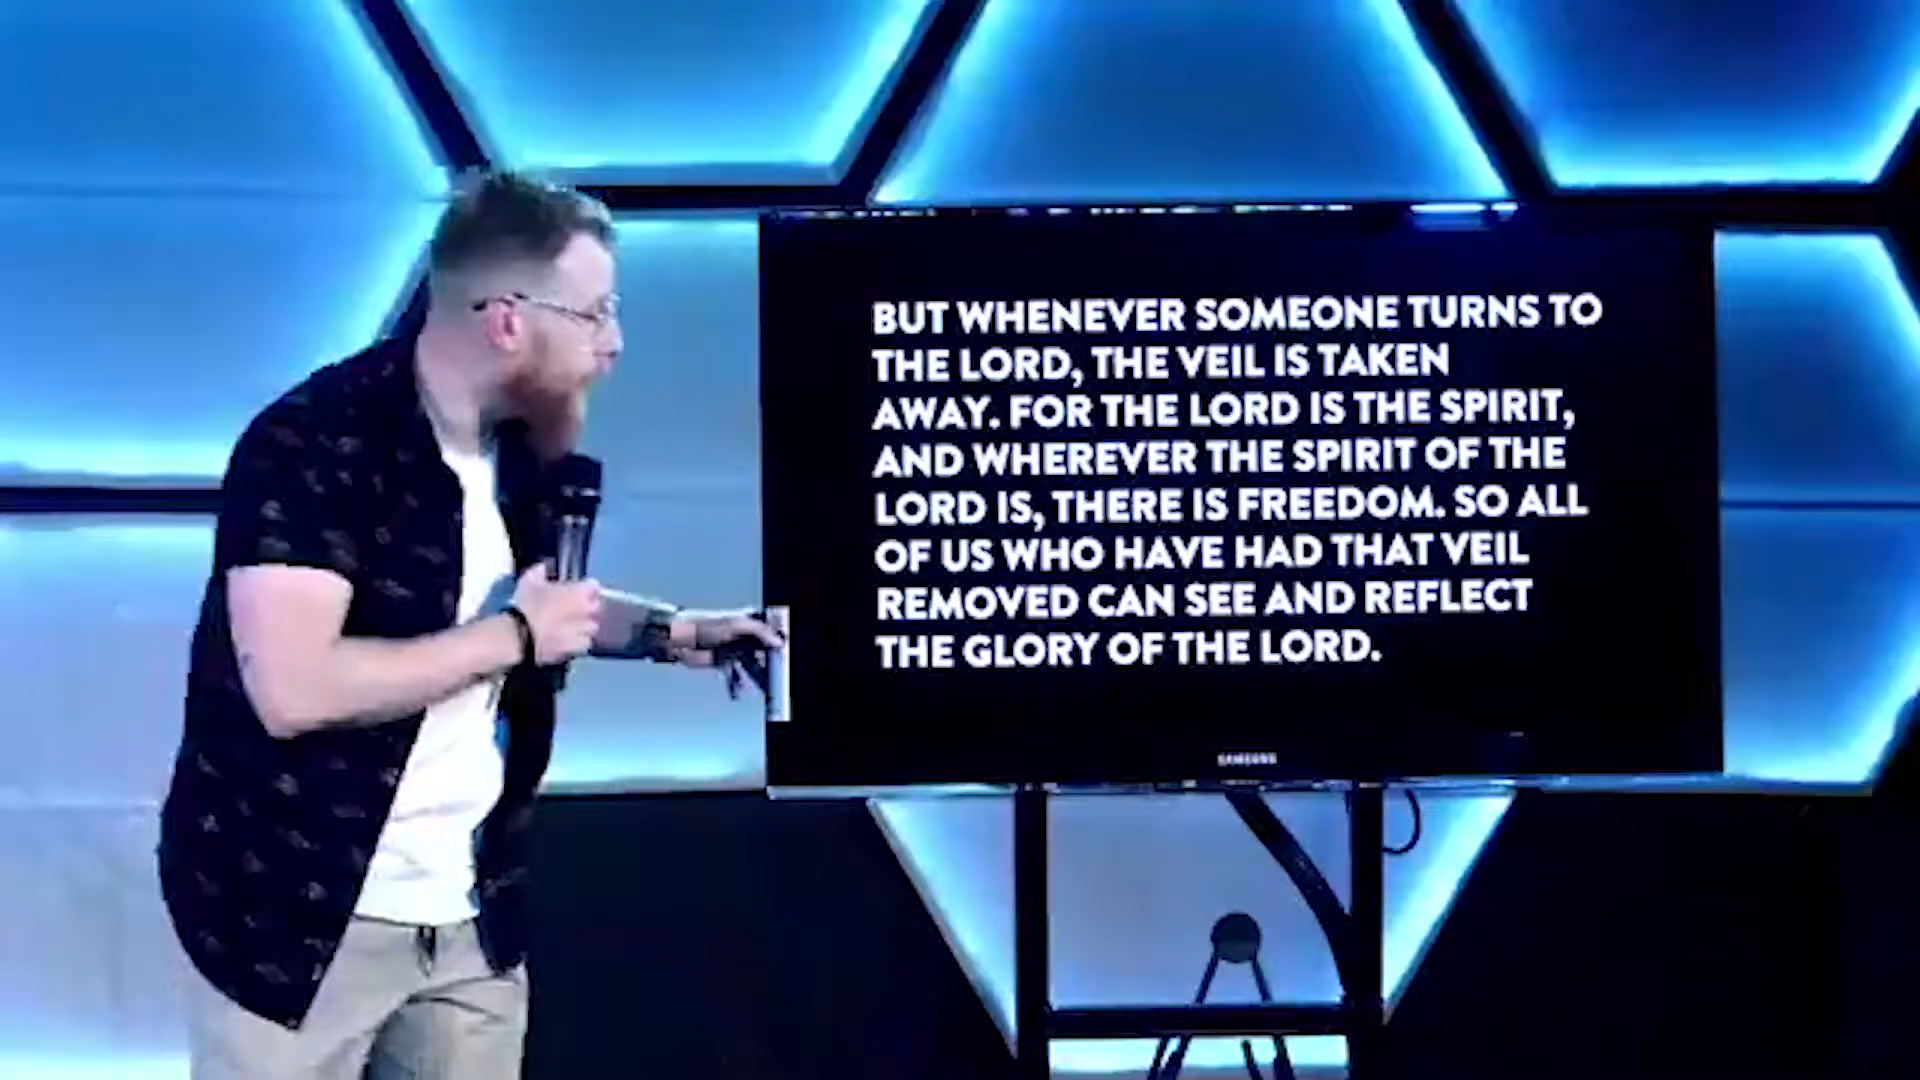 BUT WHENEVER SOMEONE TURNS TO
THE LORD, THE VEIL IS TAKEN
AWAY. FOR THE LORD IS THE SPIRIT,
AND WHEREVER THE SPIRIT OF THE
LORD IS, THERE IS FREEDOM. SO ALL
OF US WHO HAVE HAD THAT VEIL
REMOVED CAN SEE AND REFLECT
THE GLORY OF THE LORD.
SAMSUNG